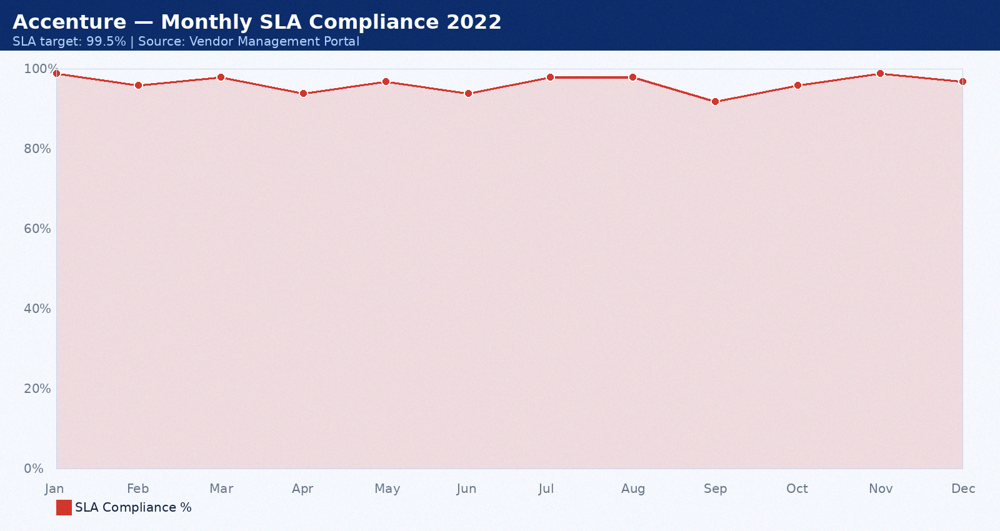 Accenture — Monthly SLA Compliance 2022
SLA target: 99.5% | Source: Vendor Management Portal
100%
80%
60%
40%
20%
0%
Jan Feb Mar Apr May Jun Jul Aug Sep Oct Nov Dec
SLA Compliance %